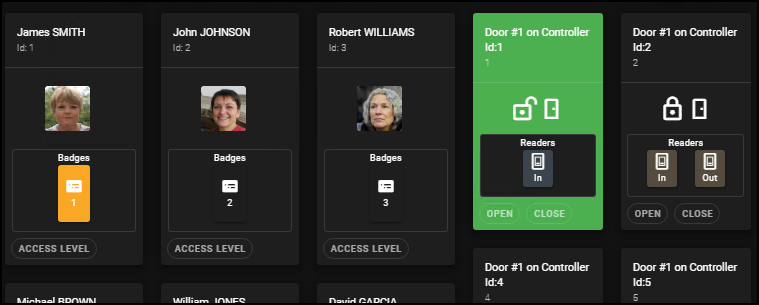 James SMITH
Id: 1
Badges
1
ACCESS LEVEL
John JOHNSON
Id: 2
Badges
2
ACCESS LEVEL
Robert WILLIAMS
Id: 3
Badges
3
ACCESS LEVEL
Door #1 on Controller
Id:1
1
Readers
In
OPEN CLOSE
Door #1 on Controller
Id:2
2
Readers
In Out
OPEN CLOSE
Michael BROWN
William JONES
David GARCIA
Door #1 on Controller
Id:4
4
Door #1 on Controller
Id:5
5